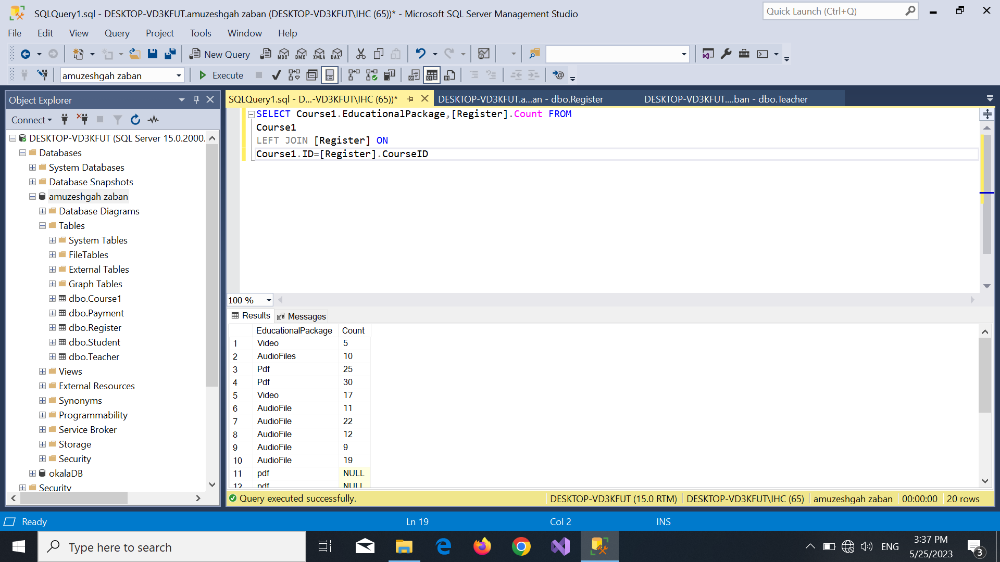 SQLQuery1.sql - DESKTOP-VD3KFUT.amuzeshgah zaban (DESKTOP-VD3KFUT\IHC (65))* - Microsoft SQL Server Management Studio
Quick Launch (Ctrl+Q)
File Edit View Query Project Tools Window Help
New Query MDX DMX XMLA DAX
amuzeshgah zaban Execute
Object Explorer
Connect
DESKTOP-VD3KFUT (SQL Server 15.0.2000.
Databases
System Databases
Database Snapshots
amuzeshgah zaban
Database Diagrams
Tables
System Tables
FileTables
External Tables
Graph Tables
dbo.Course1
dbo.Payment
dbo.Register
dbo.Student
dbo.Teacher
Views
External Resources
Synonyms
Programmability
Service Broker
Storage
Security
okalaDB
Security
SQLQuery1.sql - D...-VD3KFUT\IHC (65))* DESKTOP-VD3KFUT.a...an - dbo.Register DESKTOP-VD3KFUT....ban - dbo.Teacher
SELECT Course1.EducationalPackage,[Register].Count FROM
Course1
LEFT JOIN [Register] ON
Course1.ID=[Register].CourseID
100 %
Results Messages
EducationalPackage Count
1 Video 5
2 AudioFiles 10
3 Pdf 25
4 Pdf 30
5 Video 17
6 AudioFile 11
7 AudioFile 22
8 AudioFile 12
9 AudioFile 9
10 AudioFile 19
11 pdf NULL
12 pdf NULL
Query executed successfully. DESKTOP-VD3KFUT (15.0 RTM) DESKTOP-VD3KFUT\IHC (65) amuzeshgah zaban 00:00:00 20 rows
Ready Ln 19 Col 2 INS
Type here to search
ENG
3:37 PM
5/25/2023
3